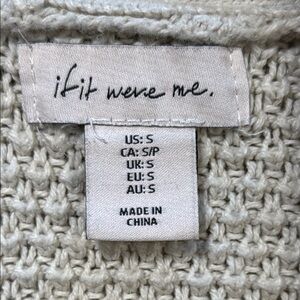 if it were me.
US: S
CA: S/P
UK: S
EU: S
AU: S
MADE IN
CHINA